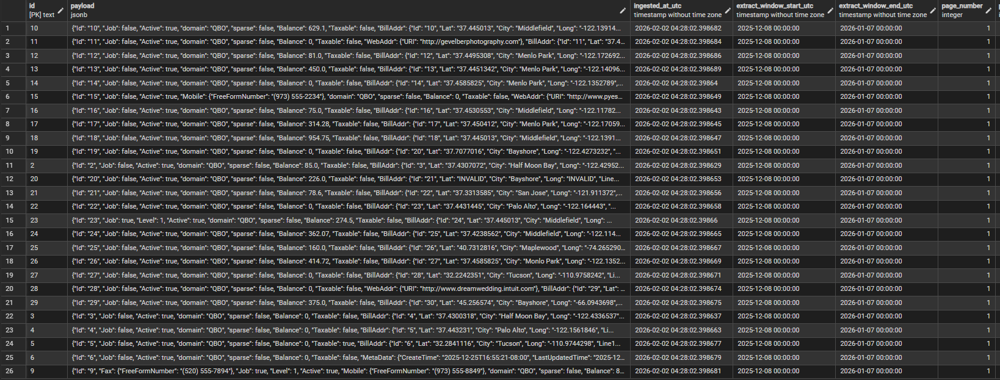 id payload ingested_at_utc extract_window_start_utc extract_window_end_utc page_number
[PK] text jsonb timestamp without time zone timestamp without time zone timestamp without time zone integer
1 10 {"Id": "10", "Job": false, "Active": true, "domain": "QBO", "sparse": false, "Balance": 629.1, "Taxable": false, "BillAddr": {"Id": "10", "Lat": "37.445013", "City": "Middlefield", "Long": "-122.13914... 2026-02-02 04:28:02.398682 2025-12-08 00:00:00 2026-01-07 00:00:00 1
2 11 {"Id": "11", "Job": false, "Active": true, "domain": "QBO", "sparse": false, "Balance": 0, "Taxable": false, "WebAddr": {"URI": "http://gevelberphotography.com"}, "BillAddr": {"Id": "11", "Lat": "37.4... 2026-02-02 04:28:02.398684 2025-12-08 00:00:00 2026-01-07 00:00:00 1
3 12 {"Id": "12", "Job": false, "Active": true, "domain": "QBO", "sparse": false, "Balance": 81.0, "Taxable": false, "BillAddr": {"Id": "12", "Lat": "37.4495308", "City": "Menlo Park", "Long": "-122.172692... 2026-02-02 04:28:02.398686 2025-12-08 00:00:00 2026-01-07 00:00:00 1
4 13 {"Id": "13", "Job": false, "Active": true, "domain": "QBO", "sparse": false, "Balance": 450.0, "Taxable": false, "BillAddr": {"Id": "13", "Lat": "37.4451342", "City": "Menlo Park", "Long": "-122.14096... 2026-02-02 04:28:02.398689 2025-12-08 00:00:00 2026-01-07 00:00:00 1
5 14 {"Id": "14", "Job": false, "Active": true, "domain": "QBO", "sparse": false, "Balance": 0, "Taxable": false, "BillAddr": {"Id": "14", "Lat": "37.4585825", "City": "Menlo Park", "Long": "-122.1352789",... 2026-02-02 04:28:02.39864 2025-12-08 00:00:00 2026-01-07 00:00:00 1
6 15 {"Id": "15", "Job": false, "Active": true, "Mobile": {"FreeFormNumber": "(973) 555-2234"}, "domain": "QBO", "sparse": false, "Balance": 0, "Taxable": false, "WebAddr": {"URI": "http://www.pyes... 2026-02-02 04:28:02.398649 2025-12-08 00:00:00 2026-01-07 00:00:00 1
7 16 {"Id": "16", "Job": false, "Active": true, "domain": "QBO", "sparse": false, "Balance": 75.0, "Taxable": false, "BillAddr": {"Id": "16", "Lat": "37.4530553", "City": "Middlefield", "Long": "-122.11782... 2026-02-02 04:28:02.398643 2025-12-08 00:00:00 2026-01-07 00:00:00 1
8 17 {"Id": "17", "Job": false, "Active": true, "domain": "QBO", "sparse": false, "Balance": 314.28, "Taxable": false, "BillAddr": {"Id": "17", "Lat": "37.450412", "City": "Menlo Park", "Long": "-122.17059... 2026-02-02 04:28:02.398645 2025-12-08 00:00:00 2026-01-07 00:00:00 1
9 18 {"Id": "18", "Job": false, "Active": true, "domain": "QBO", "sparse": false, "Balance": 954.75, "Taxable": false, "BillAddr": {"Id": "18", "Lat": "37.445013", "City": "Middlefield", "Long": "-122.1391... 2026-02-02 04:28:02.398647 2025-12-08 00:00:00 2026-01-07 00:00:00 1
10 19 {"Id": "19", "Job": false, "Active": true, "domain": "QBO", "sparse": false, "Balance": 0, "Taxable": false, "BillAddr": {"Id": "20", "Lat": "37.7077016", "City": "Bayshore", "Long": "-122.4273232", "... 2026-02-02 04:28:02.398651 2025-12-08 00:00:00 2026-01-07 00:00:00 1
11 2 {"Id": "2", "Job": false, "Active": true, "domain": "QBO", "sparse": false, "Balance": 85.0, "Taxable": false, "BillAddr": {"Id": "3", "Lat": "37.4307072", "City": "Half Moon Bay", "Long": "-122.42952... 2026-02-02 04:28:02.398629 2025-12-08 00:00:00 2026-01-07 00:00:00 1
12 20 {"Id": "20", "Job": false, "Active": true, "domain": "QBO", "sparse": false, "Balance": 226.0, "Taxable": false, "BillAddr": {"Id": "21", "Lat": "INVALID", "City": "Bayshore", "Long": "INVALID", "Line... 2026-02-02 04:28:02.398653 2025-12-08 00:00:00 2026-01-07 00:00:00 1
13 21 {"Id": "21", "Job": false, "Active": true, "domain": "QBO", "sparse": false, "Balance": 78.6, "Taxable": false, "BillAddr": {"Id": "22", "Lat": "37.3313585", "City": "San Jose", "Long": "-121.911372",... 2026-02-02 04:28:02.398656 2025-12-08 00:00:00 2026-01-07 00:00:00 1
14 22 {"Id": "22", "Job": false, "Active": true, "domain": "QBO", "sparse": false, "Balance": 0, "Taxable": false, "BillAddr": {"Id": "23", "Lat": "37.4431445", "City": "Palo Alto", "Long": "-122.164443", "... 2026-02-02 04:28:02.398658 2025-12-08 00:00:00 2026-01-07 00:00:00 1
15 23 {"Id": "23", "Job": true, "Level": 1, "Active": true, "domain": "QBO", "sparse": false, "Balance": 274.5, "Taxable": false, "BillAddr": {"Id": "24", "Lat": "37.445013", "City": "Middlefield", "Long": ... 2026-02-02 04:28:02.39866 2025-12-08 00:00:00 2026-01-07 00:00:00 1
16 24 {"Id": "24", "Job": false, "Active": true, "domain": "QBO", "sparse": false, "Balance": 362.07, "Taxable": false, "BillAddr": {"Id": "25", "Lat": "37.4238562", "City": "Middlefield", "Long": "-122.114... 2026-02-02 04:28:02.398665 2025-12-08 00:00:00 2026-01-07 00:00:00 1
17 25 {"Id": "25", "Job": false, "Active": true, "domain": "QBO", "sparse": false, "Balance": 160.0, "Taxable": false, "BillAddr": {"Id": "26", "Lat": "40.7312816", "City": "Maplewood", "Long": "-74.265290... 2026-02-02 04:28:02.398667 2025-12-08 00:00:00 2026-01-07 00:00:00 1
18 26 {"Id": "26", "Job": false, "Active": true, "domain": "QBO", "sparse": false, "Balance": 414.72, "Taxable": false, "BillAddr": {"Id": "27", "Lat": "37.4585825", "City": "Monlo Park", "Long": "-122.1352... 2026-02-02 04:28:02.398669 2025-12-08 00:00:00 2026-01-07 00:00:00 1
19 27 {"Id": "27", "Job": false, "Active": true, "domain": "QBO", "sparse": false, "Balance": 0, "Taxable": false, "BillAddr": {"Id": "28", "Lat": "32.2242351", "City": "Tucson", "Long": "-110.9758242", "Li... 2026-02-02 04:28:02.398671 2025-12-08 00:00:00 2026-01-07 00:00:00 1
20 28 {"Id": "28", "Job": false, "Active": true, "domain": "QBO", "sparse": false, "Balance": 0, "Taxable": false, "WebAddr": {"URI": "http://www.dreamwedding.intuit.com"}, "BillAddr": {"Id": "29", "Lat": ... 2026-02-02 04:28:02.398674 2025-12-08 00:00:00 2026-01-07 00:00:00 1
21 29 {"Id": "29", "Job": false, "Active": true, "domain": "QBO", "sparse": false, "Balance": 375.0, "Taxable": false, "BillAddr": {"Id": "30", "Lat": "45.256574", "City": "Bayshore", "Long": "-66.0943698",... 2026-02-02 04:28:02.398675 2025-12-08 00:00:00 2026-01-07 00:00:00 1
22 3 {"Id": "3", "Job": false, "Active": true, "domain": "QBO", "sparse": false, "Balance": 0, "Taxable": false, "BillAddr": {"Id": "4", "Lat": "37.4300318", "City": "Half Moon Bay", "Long": "-122.4336537"... 2026-02-02 04:28:02.398637 2025-12-08 00:00:00 2026-01-07 00:00:00 1
23 4 {"Id": "4", "Job": false, "Active": true, "domain": "QBO", "sparse": false, "Balance": 0, "Taxable": false, "BillAddr": {"Id": "5", "Lat": "37.443231", "City": "Palo Alto", "Long": "-122.1561846", "Li... 2026-02-02 04:28:02.398663 2025-12-08 00:00:00 2026-01-07 00:00:00 1
24 5 {"Id": "5", "Job": false, "Active": true, "domain": "QBO", "sparse": false, "Balance": 0, "Taxable": true, "BillAddr": {"Id": "6", "Lat": "32.2841116", "City": "Tucson", "Long": "-110.9744298", "Line1... 2026-02-02 04:28:02.398677 2025-12-08 00:00:00 2026-01-07 00:00:00 1
25 6 {"Id": "6", "Job": false, "Active": true, "domain": "QBO", "sparse": false, "Balance": 0, "Taxable": false, "MetaData": {"CreateTime": "2025-12-25T16:55:21-08:00", "LastUpdatedTime": "2025-12... 2026-02-02 04:28:02.398679 2025-12-08 00:00:00 2026-01-07 00:00:00 1
26 9 {"Id": "9", "Fax": {"FreeFormNumber": "(520) 555-7894"}, "Job": true, "Level": 1, "Active": true, "Mobile": {"FreeFormNumber": "(973) 555-8849"}, "domain": "QBO", "sparse": false, "Balance": 8... 2026-02-02 04:28:02.398681 2025-12-08 00:00:00 2026-01-07 00:00:00 1